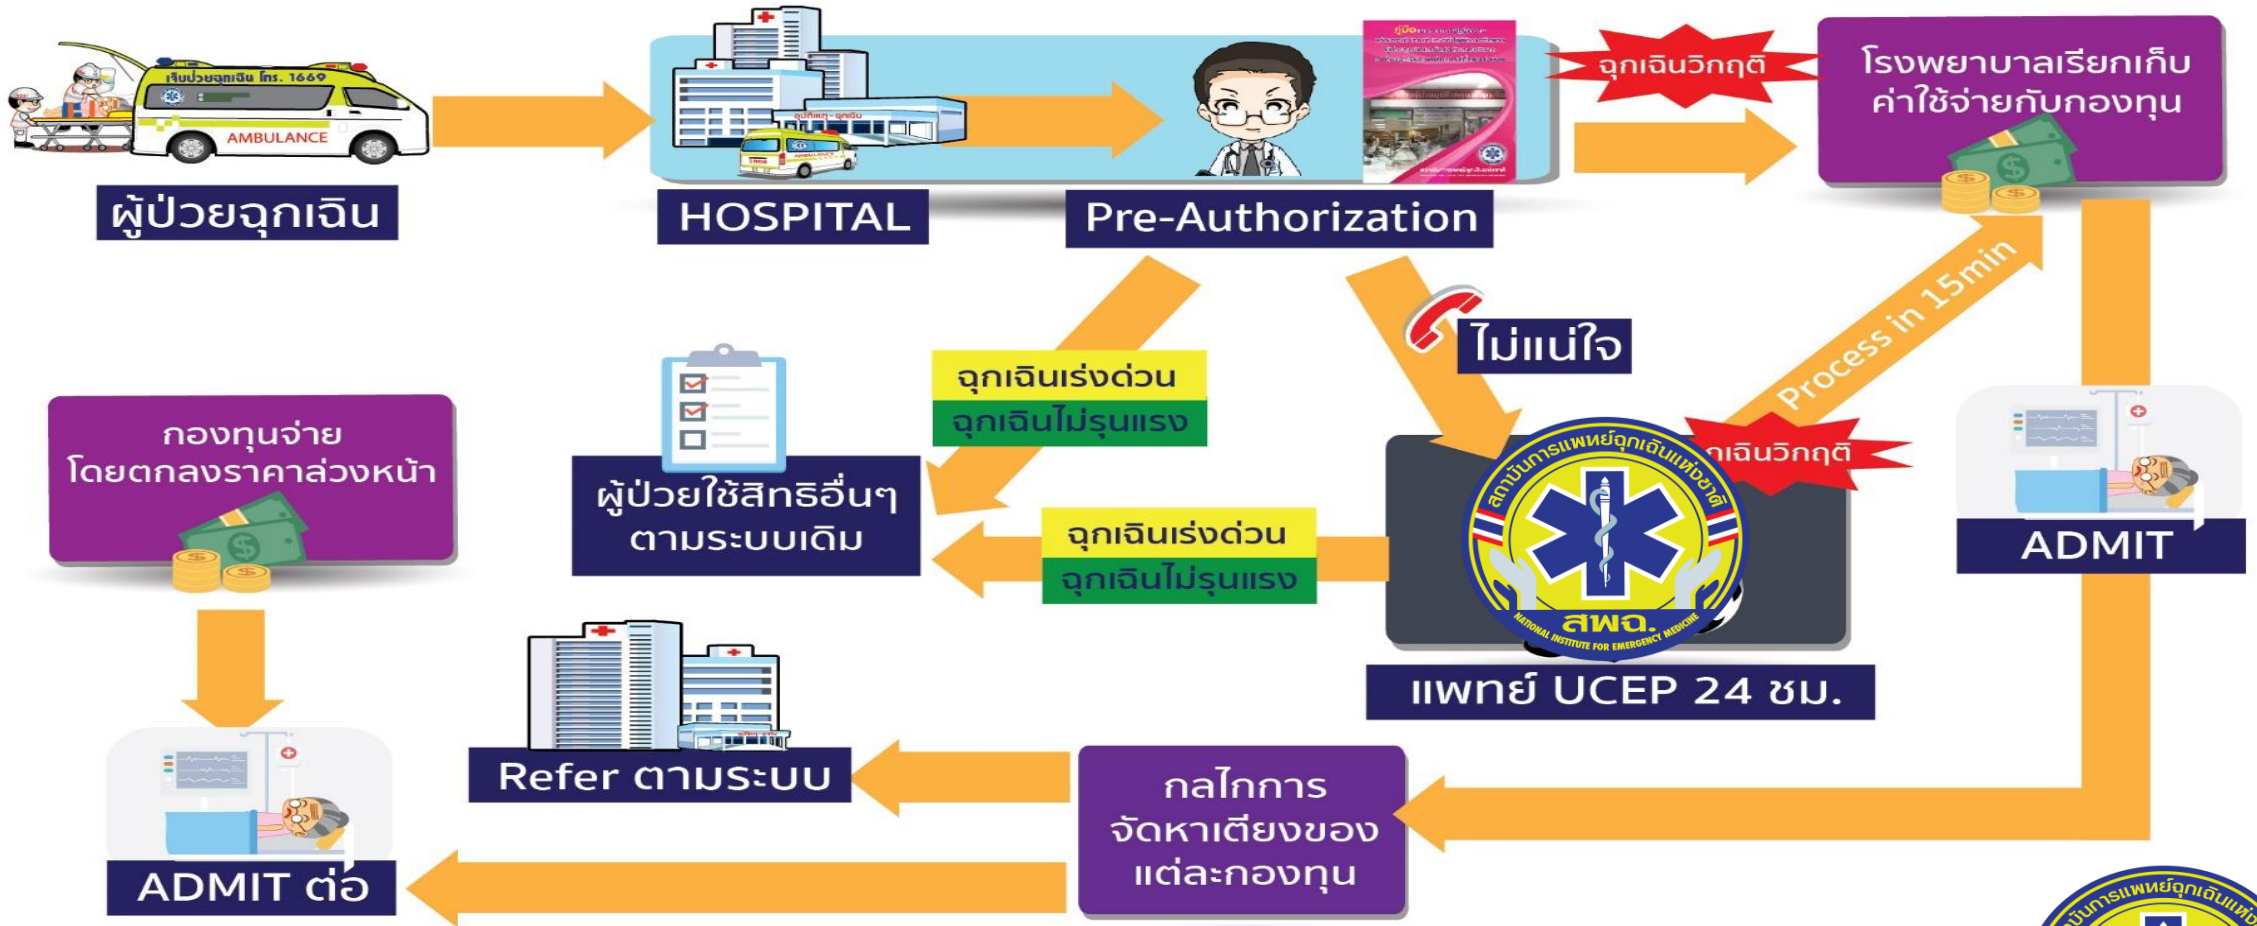 เจ็บป่วยฉุกเฉิน โทร. 1669
AMBULANCE
ผู้ป่วยฉุกเฉิน
อุบัติเหตุ-ฉุกเฉิน
HOSPITAL
คู่มือ
Pre-Authorization
ฉุกเฉินวิกฤติ
โรงพยาบาลเรียกเก็บ
ค่าใช้จ่ายกับกองทุน
ไม่แน่ใจ
Process in 15min
ฉุกเฉินเร่งด่วน
ฉุกเฉินไม่รุนแรง
กองทุนจ่าย
โดยตกลงราคาล่วงหน้า
ผู้ป่วยใช้สิทธิอื่นๆ
ตามระบบเดิม
ฉุกเฉินเร่งด่วน
ฉุกเฉินไม่รุนแรง
สถาบันการแพทย์ฉุกเฉินแห่งชาติ
สพฉ.
NATIONAL INSTITUTE FOR EMERGENCY MEDICINE
แพทย์ UCEP 24 ชม.
ADMIT
Refer ตามระบบ
กลไกการ
จัดหาเตียงของ
แต่ละกองทุน
ADMIT ต่อ